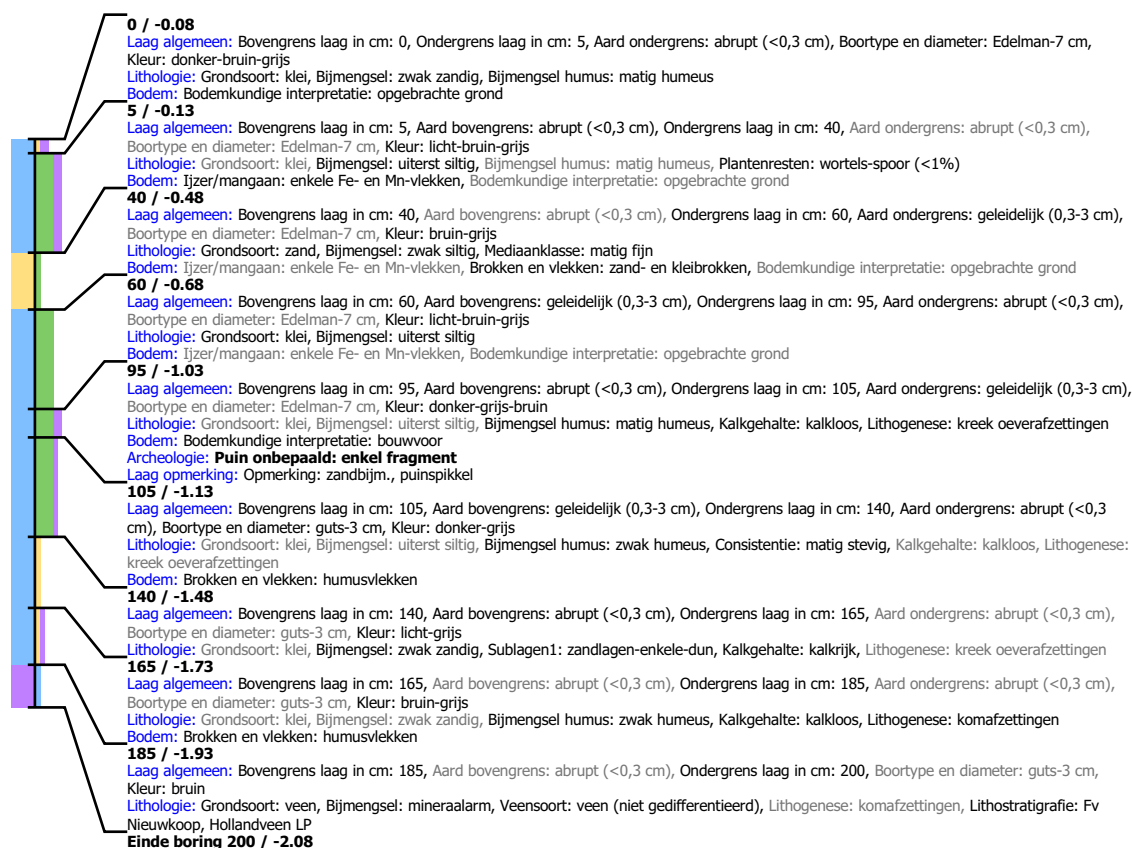 0 / -0.08
Laag algemeen: Bovengrens laag in cm: 0, Ondergrens laag in cm: 5, Aard ondergrens: abrupt (<0,3 cm), Boortype en diameter: Edelman-7 cm,
Kleur: donker-bruin-grijs
Lithologie: Grondsoort: klei, Bijmengsel: zwak zandig, Bijmengsel humus: matig humeus
Bodem: Bodemkundige interpretatie: opgebrachte grond
5 / -0.13
Laag algemeen: Bovengrens laag in cm: 5, Aard bovengrens: abrupt (<0,3 cm), Ondergrens laag in cm: 40, Aard ondergrens: abrupt (<0,3 cm),
Boortype en diameter: Edelman-7 cm, Kleur: licht-bruin-grijs
Lithologie: Grondsoort: klei, Bijmengsel: uiterst siltig, Bijmengsel humus: matig humeus, Plantenresten: wortels-spoor (<1%)
Bodem: Ijzer/mangaan: enkele Fe- en Mn-vlekken, Bodemkundige interpretatie: opgebrachte grond
40 / -0.48
Laag algemeen: Bovengrens laag in cm: 40, Aard bovengrens: abrupt (<0,3 cm), Ondergrens laag in cm: 60, Aard ondergrens: geleidelijk (0,3-3 cm),
Boortype en diameter: Edelman-7 cm, Kleur: bruin-grijs
Lithologie: Grondsoort: zand, Bijmengsel: zwak siltig, Mediaanklasse: matig fijn
Bodem: Ijzer/mangaan: enkele Fe- en Mn-vlekken, Brokken en vlekken: zand- en kleibrokken, Bodemkundige interpretatie: opgebrachte grond
60 / -0.68
Laag algemeen: Bovengrens laag in cm: 60, Aard bovengrens: geleidelijk (0,3-3 cm), Ondergrens laag in cm: 95, Aard ondergrens: abrupt (<0,3 cm),
Boortype en diameter: Edelman-7 cm, Kleur: licht-bruin-grijs
Lithologie: Grondsoort: klei, Bijmengsel: uiterst siltig
Bodem: Ijzer/mangaan: enkele Fe- en Mn-vlekken, Bodemkundige interpretatie: opgebrachte grond
95 / -1.03
Laag algemeen: Bovengrens laag in cm: 95, Aard bovengrens: abrupt (<0,3 cm), Ondergrens laag in cm: 105, Aard ondergrens: geleidelijk (0,3-3 cm),
Boortype en diameter: Edelman-7 cm, Kleur: donker-grijs-bruin
Lithologie: Grondsoort: klei, Bijmengsel: uiterst siltig, Bijmengsel humus: matig humeus, Kalkgehalte: kalkloos, Lithogenese: kreek oeverafzettingen
Bodem: Bodemkundige interpretatie: bouwvoor
Archeologie: Puin onbepaald: enkel fragment
Laag opmerking: Opmerking: zandbijm., puinspikkel
105 / -1.13
Laag algemeen: Bovengrens laag in cm: 105, Aard bovengrens: geleidelijk (0,3-3 cm), Ondergrens laag in cm: 140, Aard ondergrens: abrupt (<0,3
cm), Boortype en diameter: guts-3 cm, Kleur: donker-grijs
Lithologie: Grondsoort: klei, Bijmengsel: uiterst siltig, Bijmengsel humus: zwak humeus, Consistentie: matig stevig, Kalkgehalte: kalkloos, Lithogenese:
kreek oeverafzettingen
Bodem: Brokken en vlekken: humusvlekken
140 / -1.48
Laag algemeen: Bovengrens laag in cm: 140, Aard bovengrens: abrupt (<0,3 cm), Ondergrens laag in cm: 165, Aard ondergrens: abrupt (<0,3 cm),
Boortype en diameter: guts-3 cm, Kleur: licht-grijs
Lithologie: Grondsoort: klei, Bijmengsel: zwak zandig, Sublagen1: zandlagen-enkele-dun, Kalkgehalte: kalkrijk, Lithogenese: kreek oeverafzettingen
165 / -1.73
Laag algemeen: Bovengrens laag in cm: 165, Aard bovengrens: abrupt (<0,3 cm), Ondergrens laag in cm: 185, Aard ondergrens: abrupt (<0,3 cm),
Boortype en diameter: guts-3 cm, Kleur: bruin-grijs
Lithologie: Grondsoort: klei, Bijmengsel: zwak zandig, Bijmengsel humus: zwak humeus, Kalkgehalte: kalkloos, Lithogenese: komafzettingen
Bodem: Brokken en vlekken: humusvlekken
185 / -1.93
Laag algemeen: Bovengrens laag in cm: 185, Aard bovengrens: abrupt (<0,3 cm), Ondergrens laag in cm: 200, Boortype en diameter: guts-3 cm,
Kleur: bruin
Lithologie: Grondsoort: veen, Bijmengsel: mineraalarm, Veensoort: veen (niet gedifferentieerd), Lithogenese: komafzettingen, Lithostratigrafie: Fv
Nieuwkoop, Hollandveen LP
Einde boring 200 / -2.08